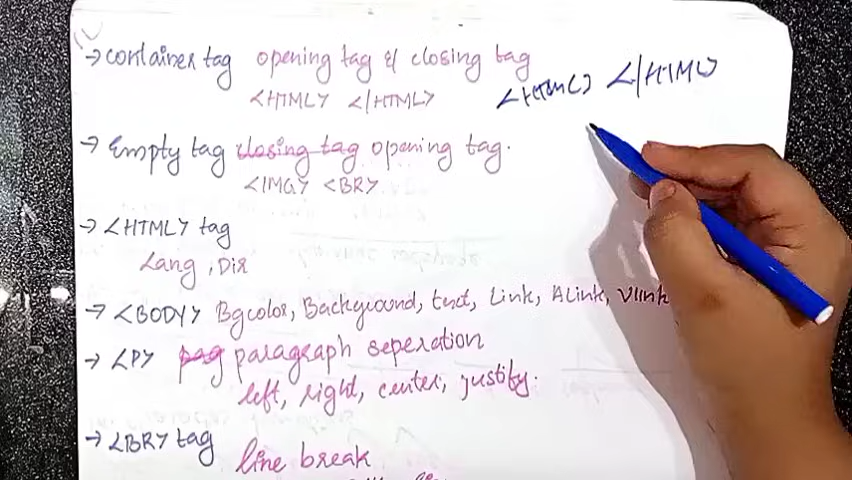 → container tag opening tag & closing tag
<HTML> </HTML> <HTML> </HTML>
→ Empty tag closing tag opening tag.
<IMG> <BR>
→ <HTML> tag
Lang, Dir
→ <BODY> Bgcolor, Background, text, Link, ALink, Vlink
→ <P> pag paragraph seperation
left, right, center, justify.
→ <BR> tag
line break